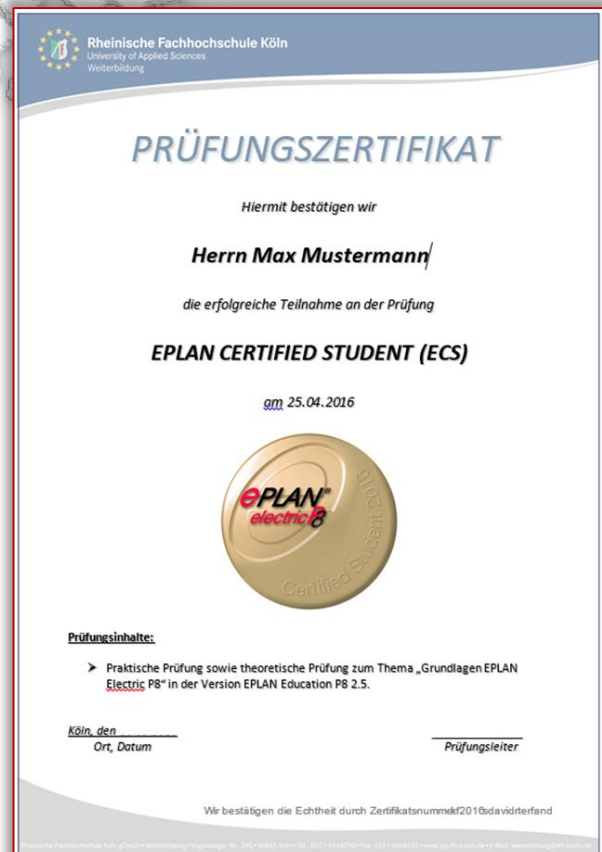 Rheinische Fachhochschule Köln
University of Applied Sciences
Weiterbildung
PRÜFUNGSZERTIFIKAT
Hiermit bestätigen wir
Herrn Max Mustermann
die erfolgreiche Teilnahme an der Prüfung
EPLAN CERTIFIED STUDENT (ECS)
am 25.04.2016
ePLAN®
electric P8
Certified Student 2016
Prüfungsinhalte:
➤ Praktische Prüfung sowie theoretische Prüfung zum Thema „Grundlagen EPLAN
Electric P8“ in der Version EPLAN Education P8 2.5.
Köln, den __________
Ort, Datum
Prüfungsleiter
Wir bestätigen die Echtheit durch